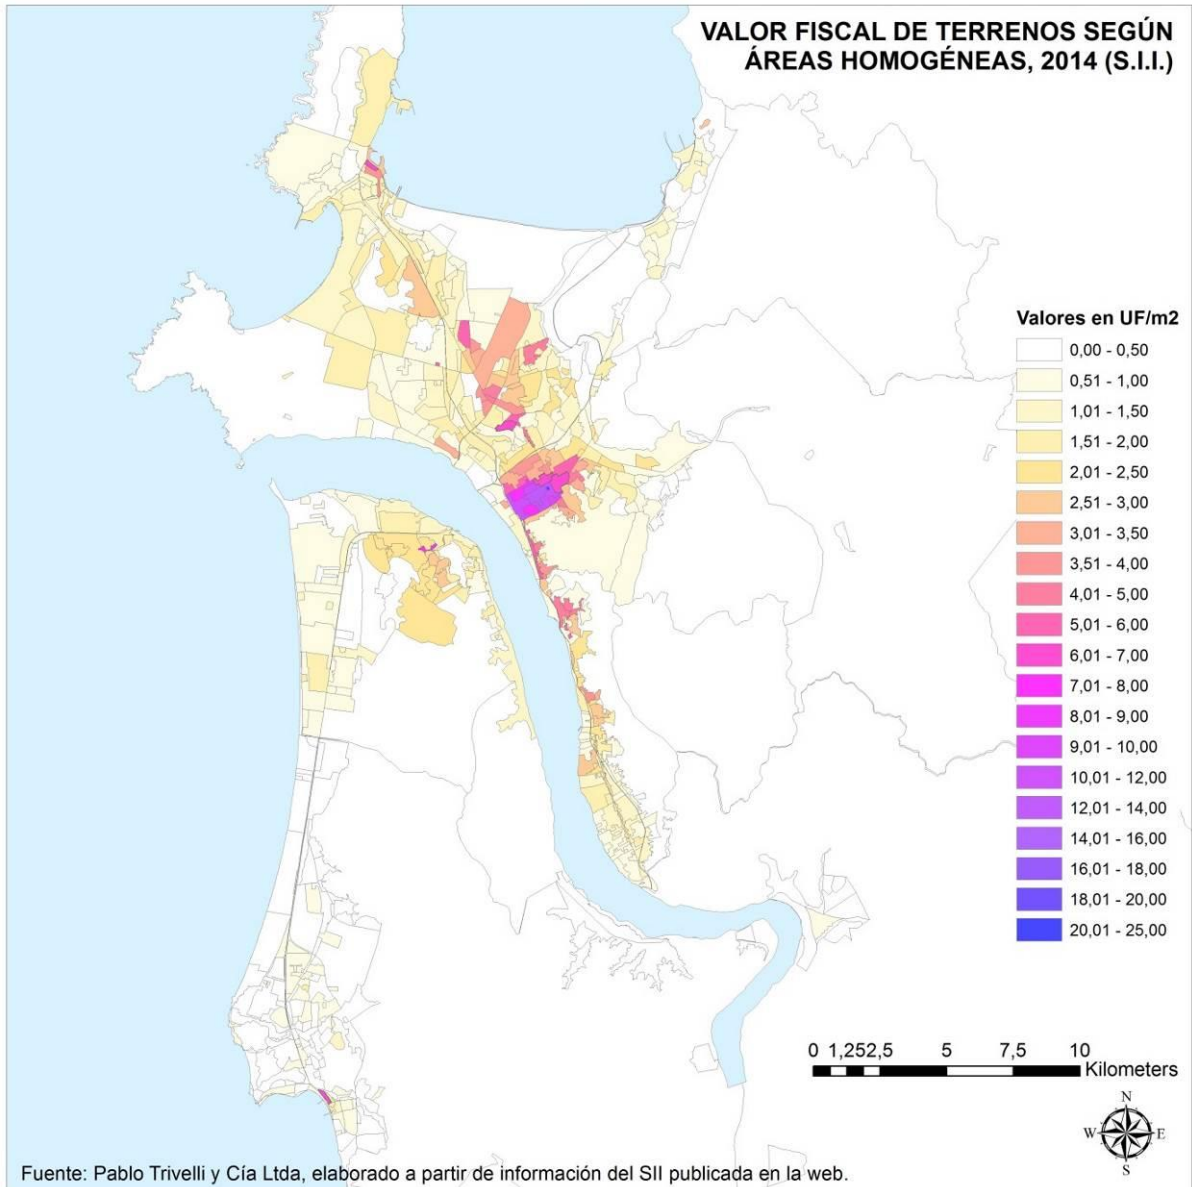 VALOR FISCAL DE TERRENOS SEGÚN
ÁREAS HOMOGÉNEAS, 2014 (S.I.I.)
Valores en UF/m2
0,00 - 0,50
0,51 - 1,00
1,01 - 1,50
1,51 - 2,00
2,01 - 2,50
2,51 - 3,00
3,01 - 3,50
3,51 - 4,00
4,01 - 5,00
5,01 - 6,00
6,01 - 7,00
7,01 - 8,00
8,01 - 9,00
9,01 - 10,00
10,01 - 12,00
12,01 - 14,00
14,01 - 16,00
16,01 - 18,00
18,01 - 20,00
20,01 - 25,00
0 1,252,5 5 7,5 10
Kilometers
N
W E
S
Fuente: Pablo Trivelli y Cía Ltda, elaborado a partir de información del SII publicada en la web.